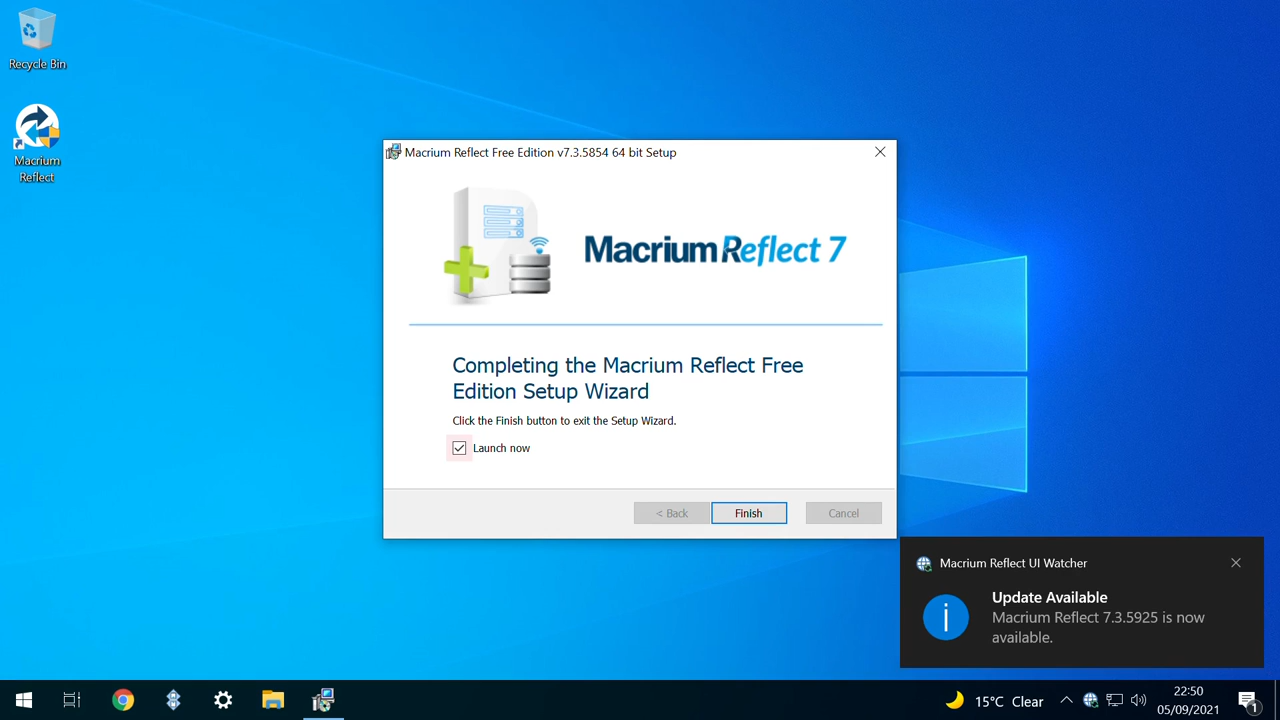 Recycle Bin
Macrium
Reflect
Macrium Reflect Free Edition v7.3.5854 64 bit Setup
Macrium Reflect 7
Completing the Macrium Reflect Free
Edition Setup Wizard
Click the Finish button to exit the Setup Wizard.
Launch now
< Back
Finish
Cancel
Macrium Reflect UI Watcher
Update Available
Macrium Reflect 7.3.5925 is now
available.
15°C Clear
22:50
05/09/2021
1